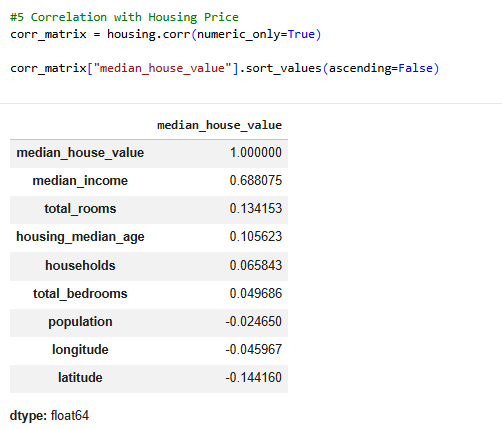 #5 Correlation with Housing Price
corr_matrix = housing.corr(numeric_only=True)
corr_matrix["median_house_value"].sort_values(ascending=False)
median_house_value
median_house_value 1.000000
median_income 0.688075
total_rooms 0.134153
housing_median_age 0.105623
households 0.065843
total_bedrooms 0.049686
population -0.024650
longitude -0.045967
latitude -0.144160
dtype: float64